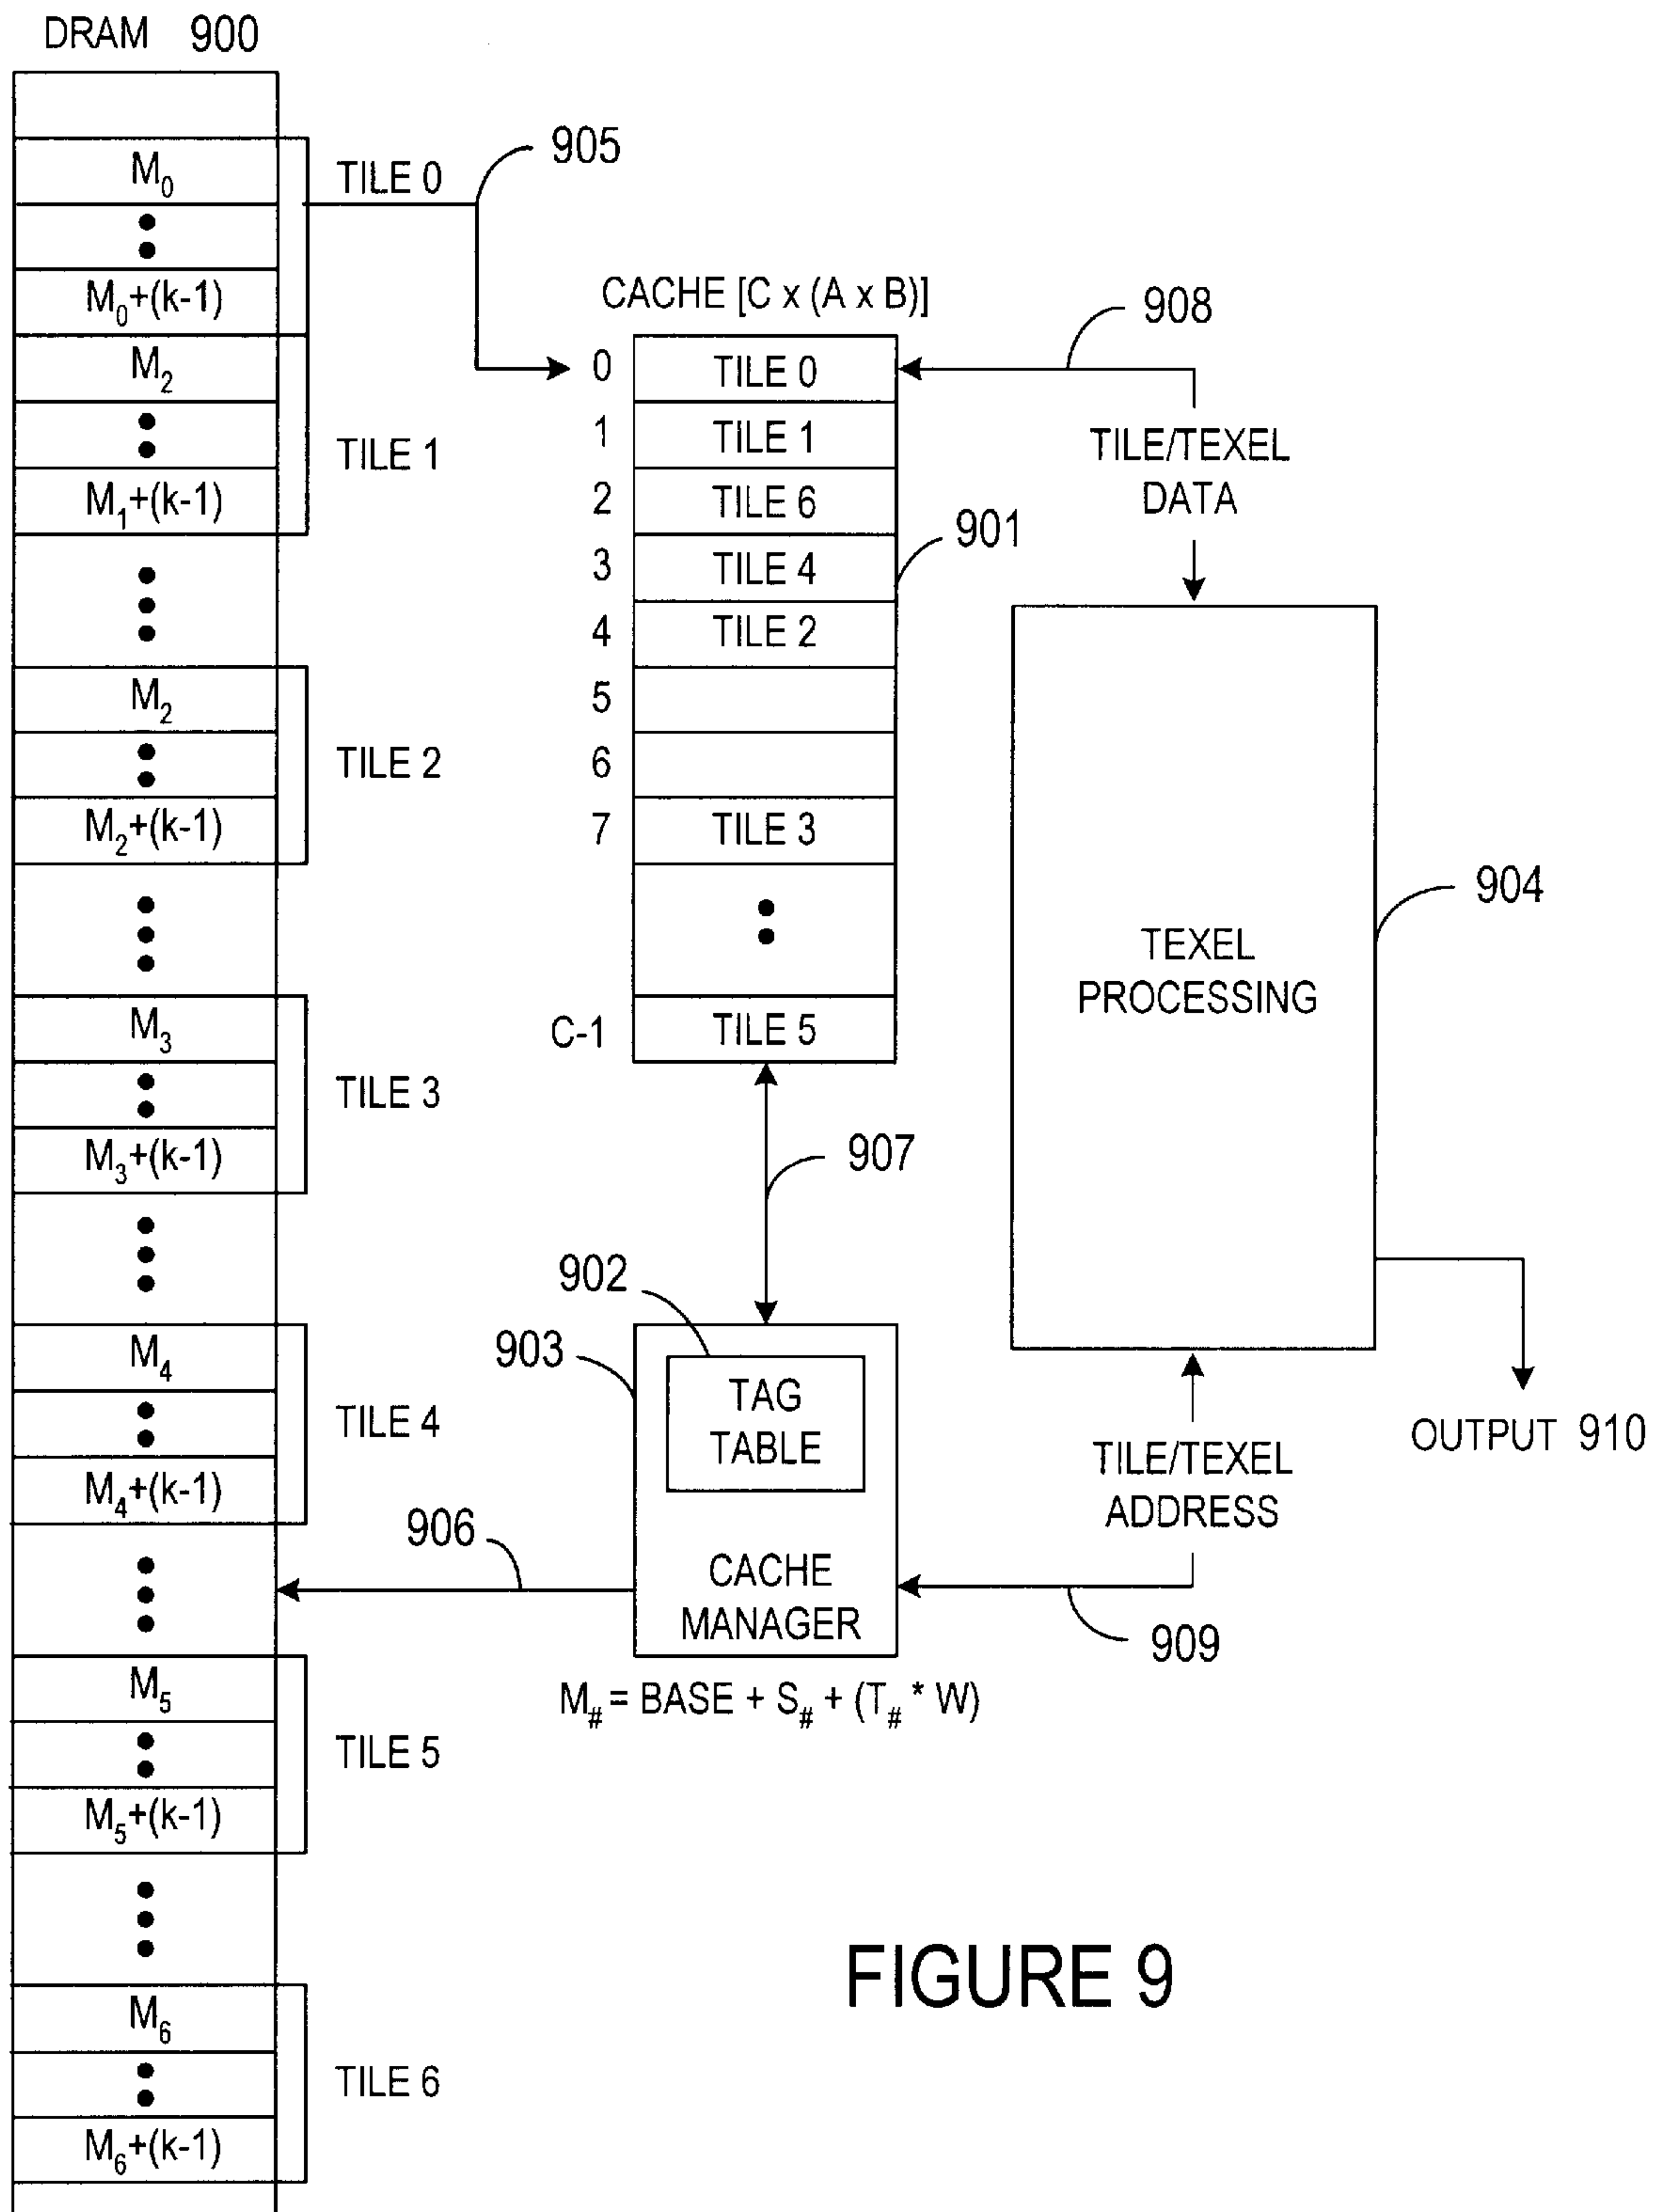 DRAM 900
M₀
M₀+(k-1)
TILE 0
M₂
M₁+(k-1)
TILE 1
M₂
M₂+(k-1)
TILE 2
M₃
M₃+(k-1)
TILE 3
M₄
M₄+(k-1)
TILE 4
M₅
M₅+(k-1)
TILE 5
M₆
M₆+(k-1)
TILE 6
905
CACHE [C x (A x B)]
0 TILE 0
1 TILE 1
2 TILE 6
3 TILE 4
4 TILE 2
5
6
7 TILE 3
C-1 TILE 5
901
908
TILE/TEXEL
DATA
TEXEL
PROCESSING
904
907
902
903
TAG
TABLE
CACHE
MANAGER
906
M# = BASE + S# + (T# * W)
TILE/TEXEL
ADDRESS
909
OUTPUT 910
FIGURE 9